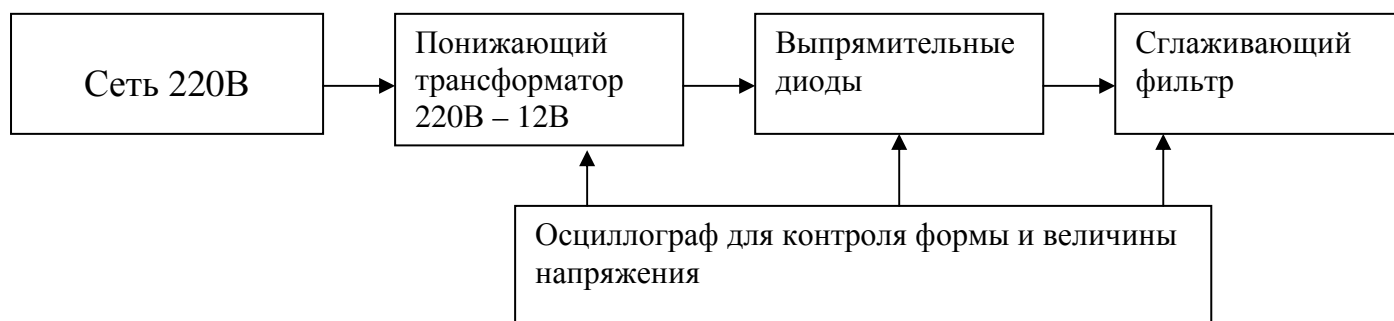 Сеть 220В
Понижающий
трансформатор
220В – 12В
Выпрямительные
диоды
Сглаживающий
фильтр
Осциллограф для контроля формы и величины
напряжения